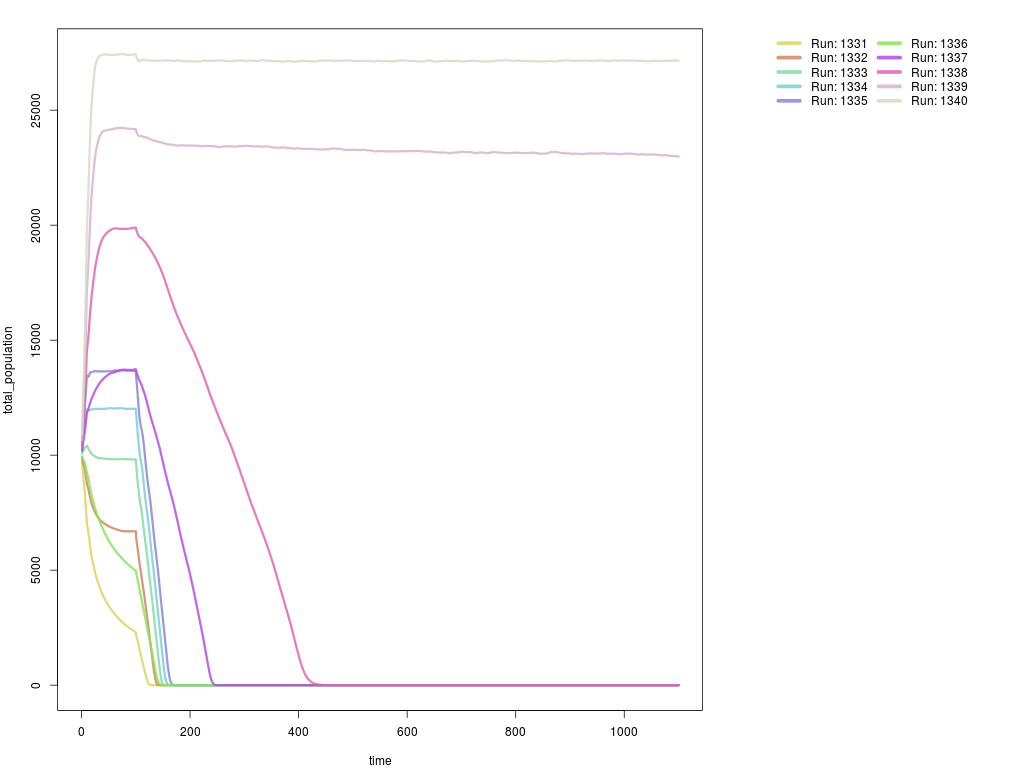 Run: 1331
Run: 1332
Run: 1333
Run: 1334
Run: 1335
Run: 1336
Run: 1337
Run: 1338
Run: 1339
Run: 1340
total_population
25000
20000
15000
10000
5000
0
0 200 400 600 800 1000
time